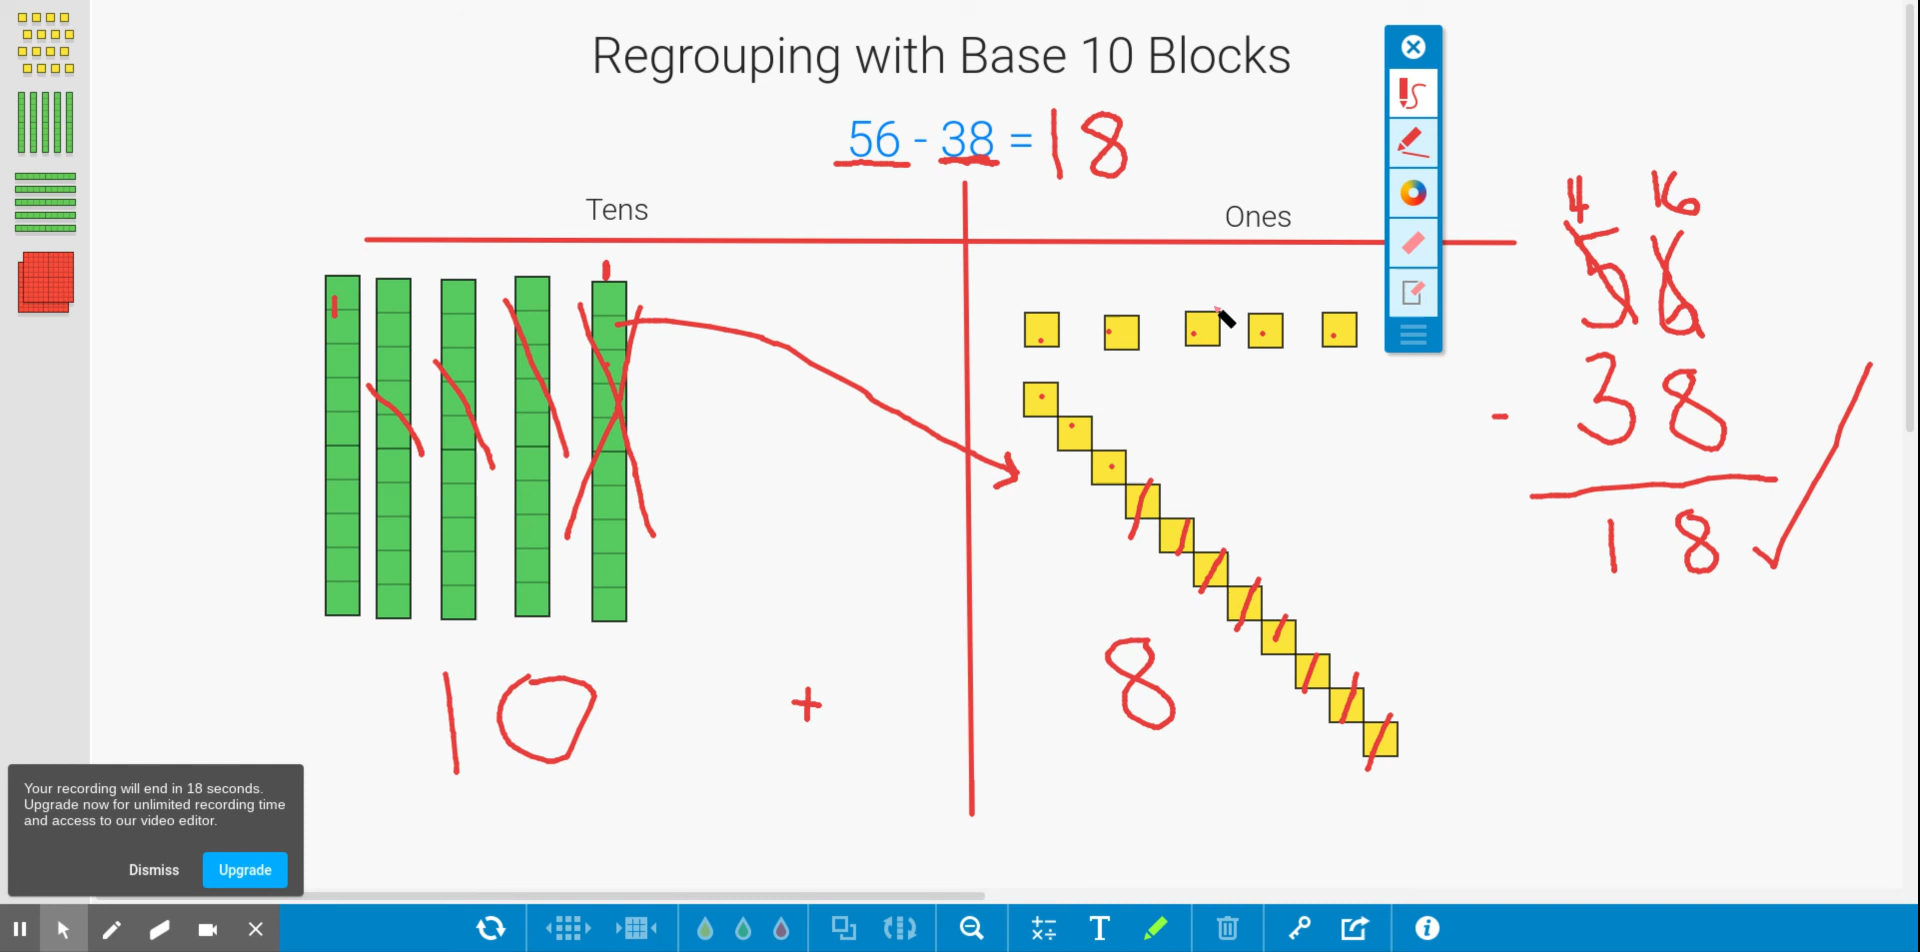 Regrouping with Base 10 Blocks
56 - 38 = 18
Tens
Ones
4 16
56
- 38
18
10 + 8
Your recording will end in 18 seconds.
Upgrade now for unlimited recording time
and access to our video editor.
Dismiss Upgrade